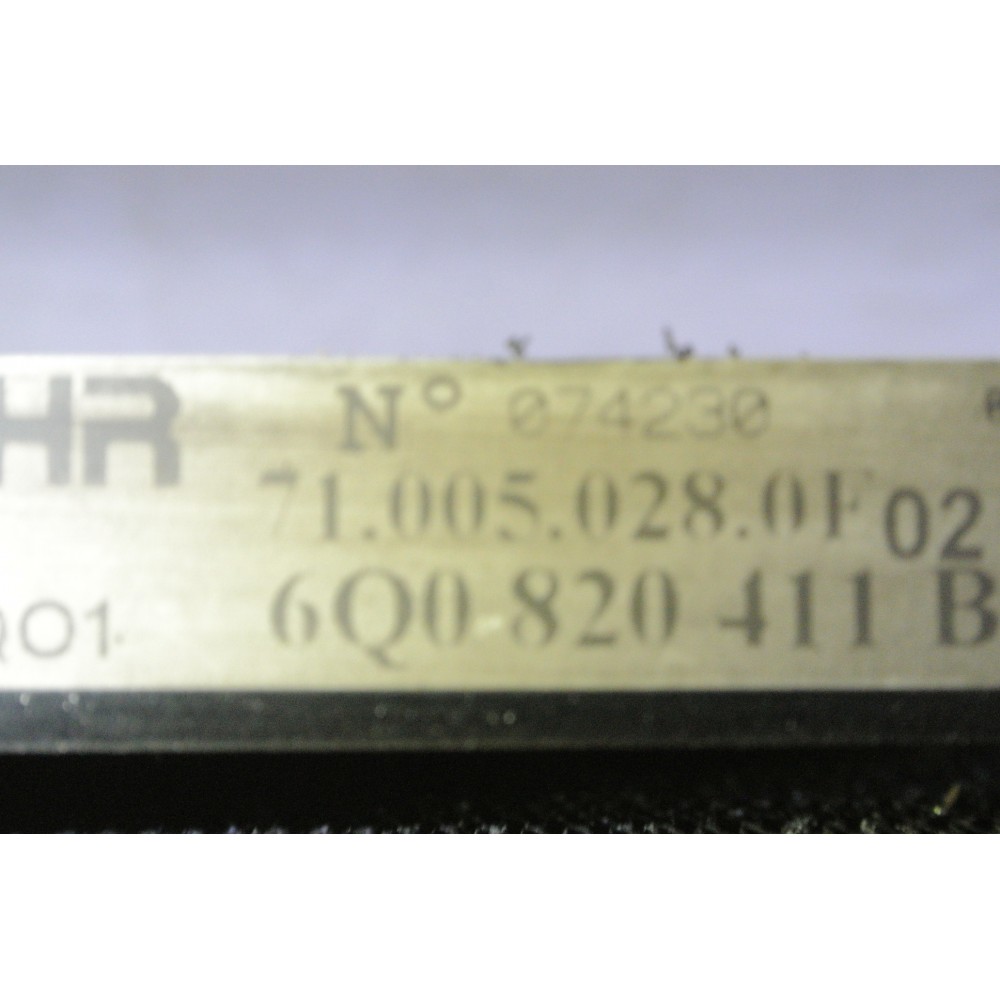 HR N° 074230
71.005.028.0F 02
6Q0 820 411 B
Q01